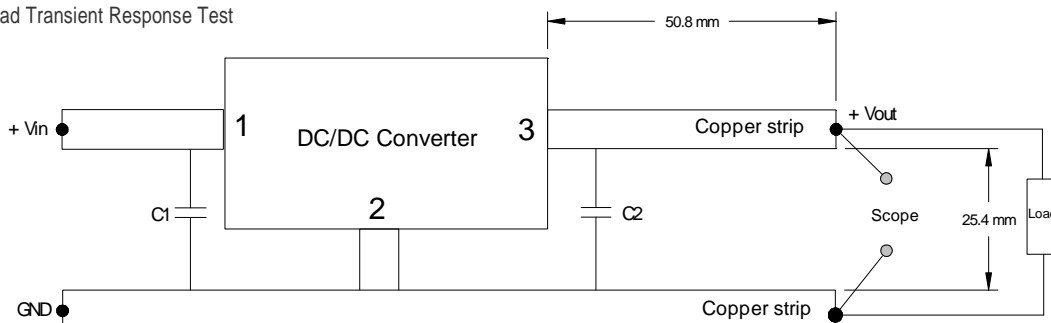 ad Transient Response Test
50.8 mm
+ Vin
1
DC/DC Converter
3
Copper strip
+ Vout
C1
2
C2
Scope
25.4 mm
Load
GND
Copper strip